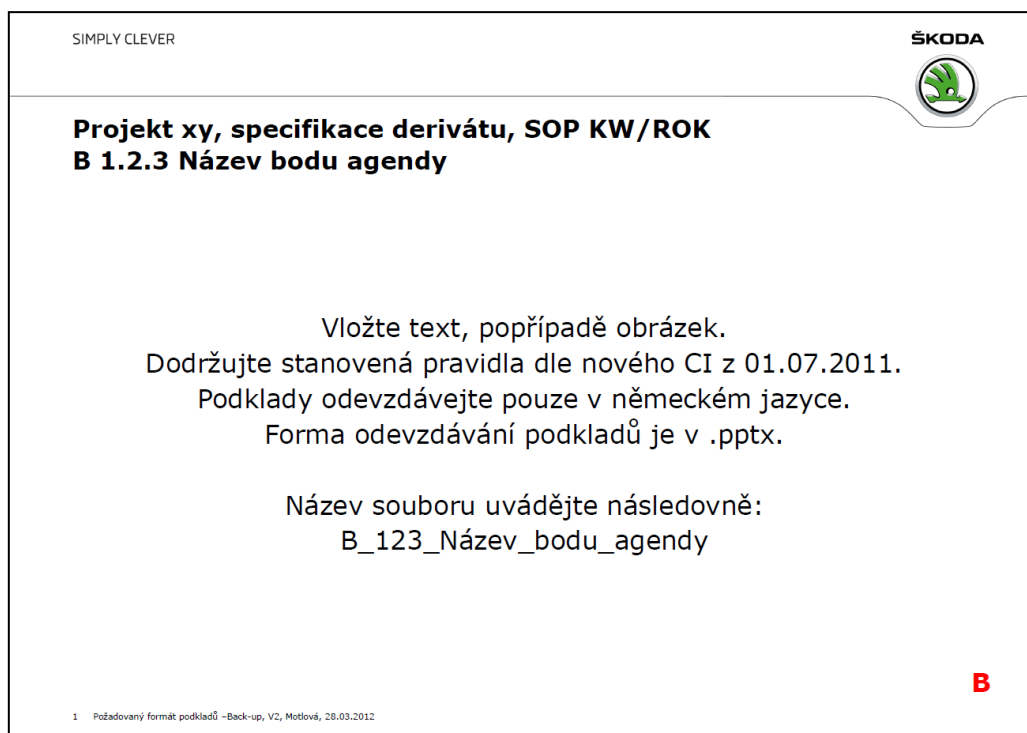 SIMPLY CLEVER
ŠKODA
Projekt xy, specifikace derivátu, SOP KW/ROK
B 1.2.3 Název bodu agendy
Vložte text, popřípadě obrázek.
Dodržujte stanovená pravidla dle nového CI z 01.07.2011.
Podklady odevzdávejte pouze v německém jazyce.
Forma odevzdávání podkladů je v .pptx.
Název souboru uvádějte následovně:
B_123_Název_bodu_agendy
B
1 Požadovaný formát podkladů –Back-up, V2, Motlová, 28.03.2012